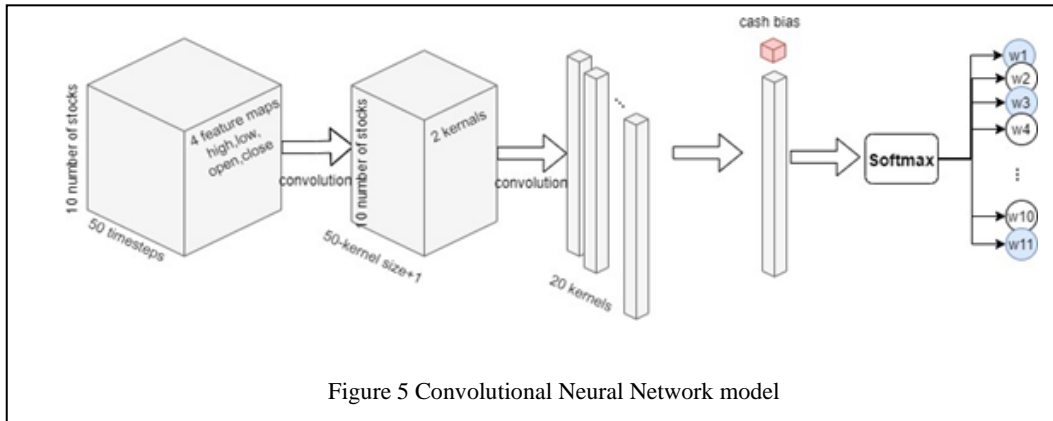 cash bias
10 number of stocks
4 feature maps
high,low,
open,close
50 timesteps
convolution
10 number of stocks
2 kernals
50-kernel size+1
convolution
...
20 kernels
Softmax
w1
w2
w3
w4
...
w10
w11
Figure 5 Convolutional Neural Network model